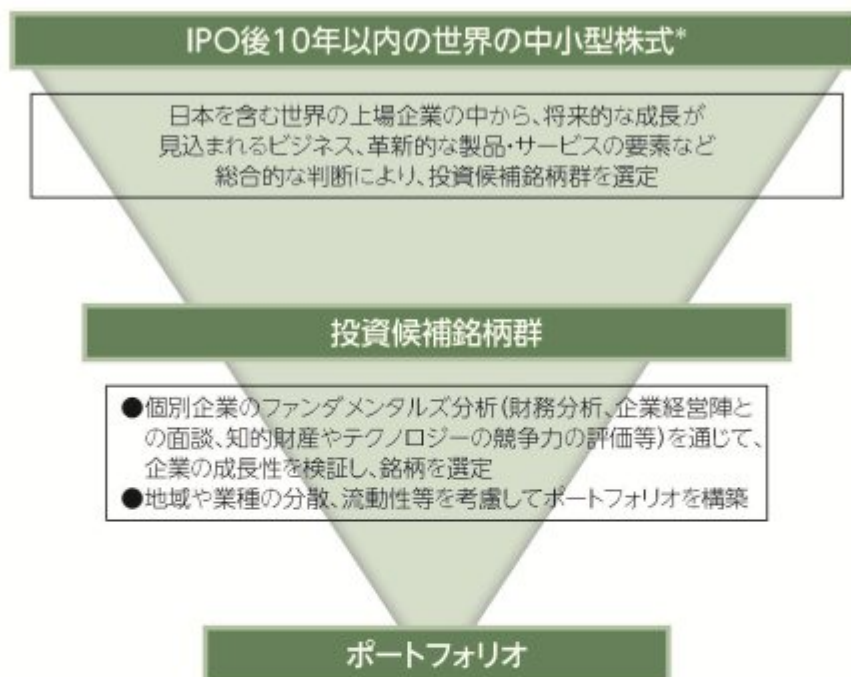 IPO後10年以内の世界の中小型株式*
日本を含む世界の上場企業の中から、将来的な成長が
見込まれるビジネス、革新的な製品・サービスの要素など
総合的な判断により、投資候補銘柄群を選定
投資候補銘柄群
●個別企業のファンダメンタルズ分析(財務分析、企業経営陣と
の面談、知的財産やテクノロジーの競争力の評価等)を通じて、
企業の成長性を検証し、銘柄を選定
●地域や業種の分散、流動性等を考慮してポートフォリオを構築
ポートフォリオ